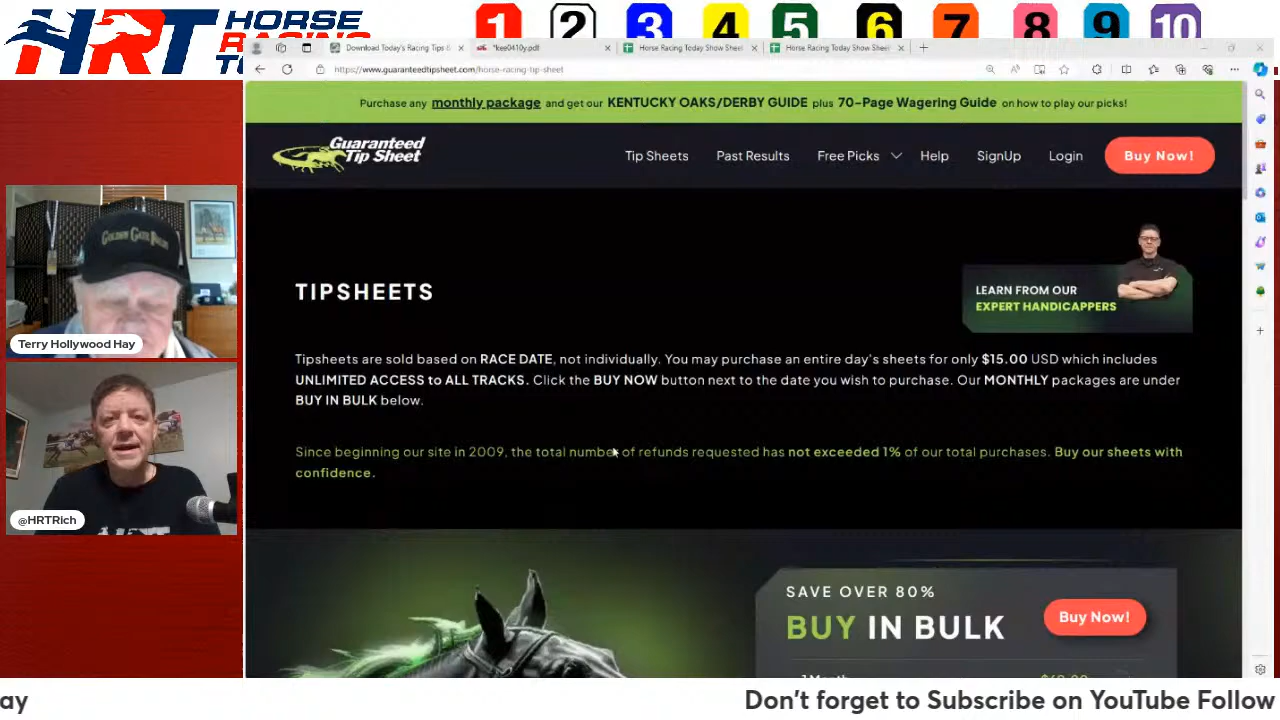 HRT HORSE
RACING
TO
1 2 3 4 5 6 7 8 9 10
Download Today's Racing Tips &
*kee0410y.pdf
Horse Racing Today Show Sheet
Horse Racing Today Show Sheet
https://www.guaranteedtipsheet.com/horse-racing-tip-sheet
Purchase any monthly package and get our KENTUCKY OAKS/DERBY GUIDE plus 70-Page Wagering Guide on how to play our picks!
Guaranteed
Tip Sheet
Tip Sheets Past Results Free Picks Help SignUp Login Buy Now!
GOLDEN GATE FIELDS
Terry Hollywood Hay
@HRTRich
TIPSHEETS
LEARN FROM OUR
EXPERT HANDICAPPERS
Tipsheets are sold based on RACE DATE, not individually. You may purchase an entire day's sheets for only $15.00 USD which includes
UNLIMITED ACCESS to ALL TRACKS. Click the BUY NOW button next to the date you wish to purchase. Our MONTHLY packages are under
BUY IN BULK below.
Since beginning our site in 2009, the total number of refunds requested has not exceeded 1% of our total purchases. Buy our sheets with
confidence.
SAVE OVER 80%
BUY IN BULK
Buy Now!
1 Month
ay
Don't forget to Subscribe on YouTube Follow